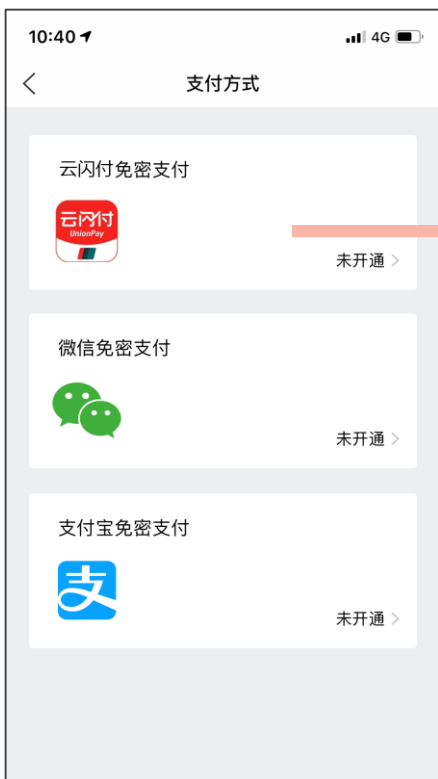 10:40
4G
支付方式
云闪付免密支付
云闪付
UnionPay
未开通
微信免密支付
未开通
支付宝免密支付
支
未开通